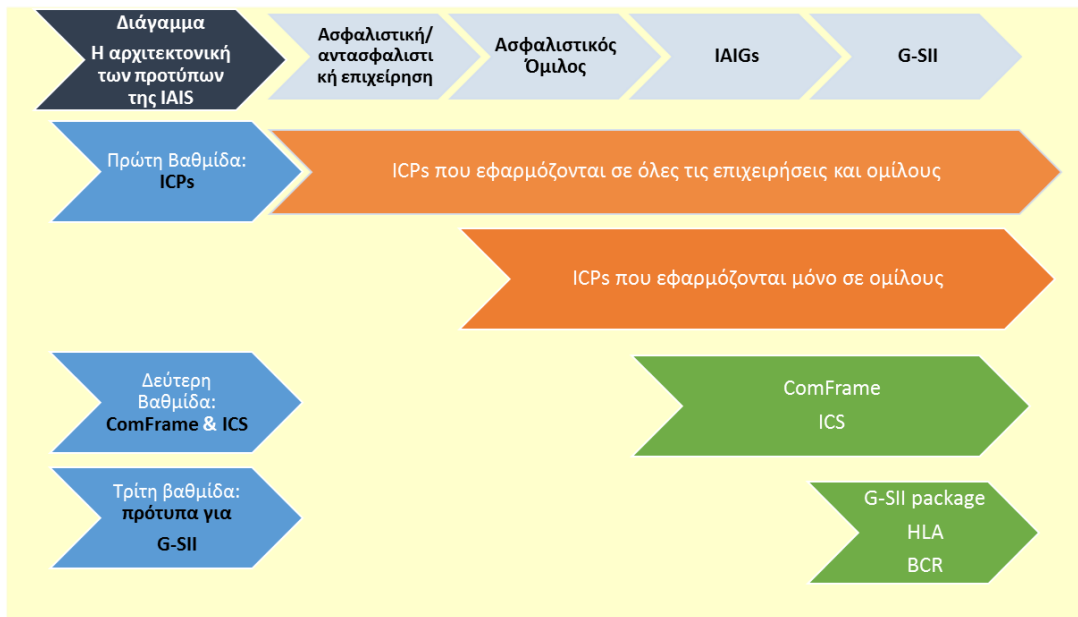 Διάγραμμα
Η αρχιτεκτονική
των προτύπων
της IAIS
Ασφαλιστική/
αντασφαλιστι
κή επιχείρηση
Ασφαλιστικός
Όμιλος
IAIGs
G-SII
Πρώτη Βαθμίδα:
ICPs
ICPs που εφαρμόζονται σε όλες τις επιχειρήσεις και ομίλους
ICPs που εφαρμόζονται μόνο σε ομίλους
Δεύτερη
Βαθμίδα:
ComFrame & ICS
ComFrame
ICS
Τρίτη βαθμίδα:
πρότυπα για
G-SII
G-SII package
HLA
BCR